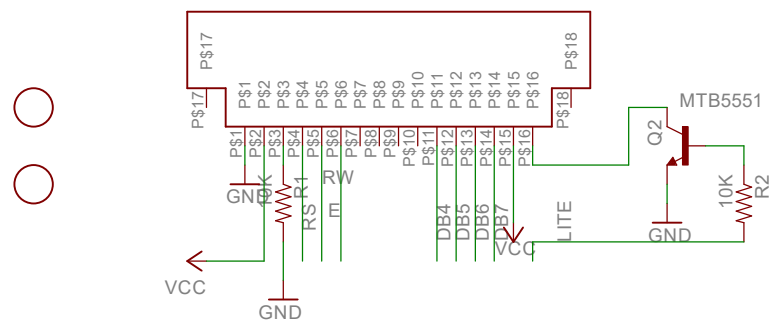 P$17
P$18
P$1
P$2
P$3
P$4
P$5
P$6
P$7
P$8
P$9
P$10
P$11
P$12
P$13
P$14
P$15
P$16
P$17
P$18
P$1
P$2
P$3
P$4
P$5
P$6
P$7
P$8
P$9
P$10
P$11
P$12
P$13
P$14
P$15
P$16
MTB5551
Q2
GND
10K
R1
RW
E
RS
DB4
DB5
DB6
DB7
VCC
LITE
GND
10K
R2
VCC
GND